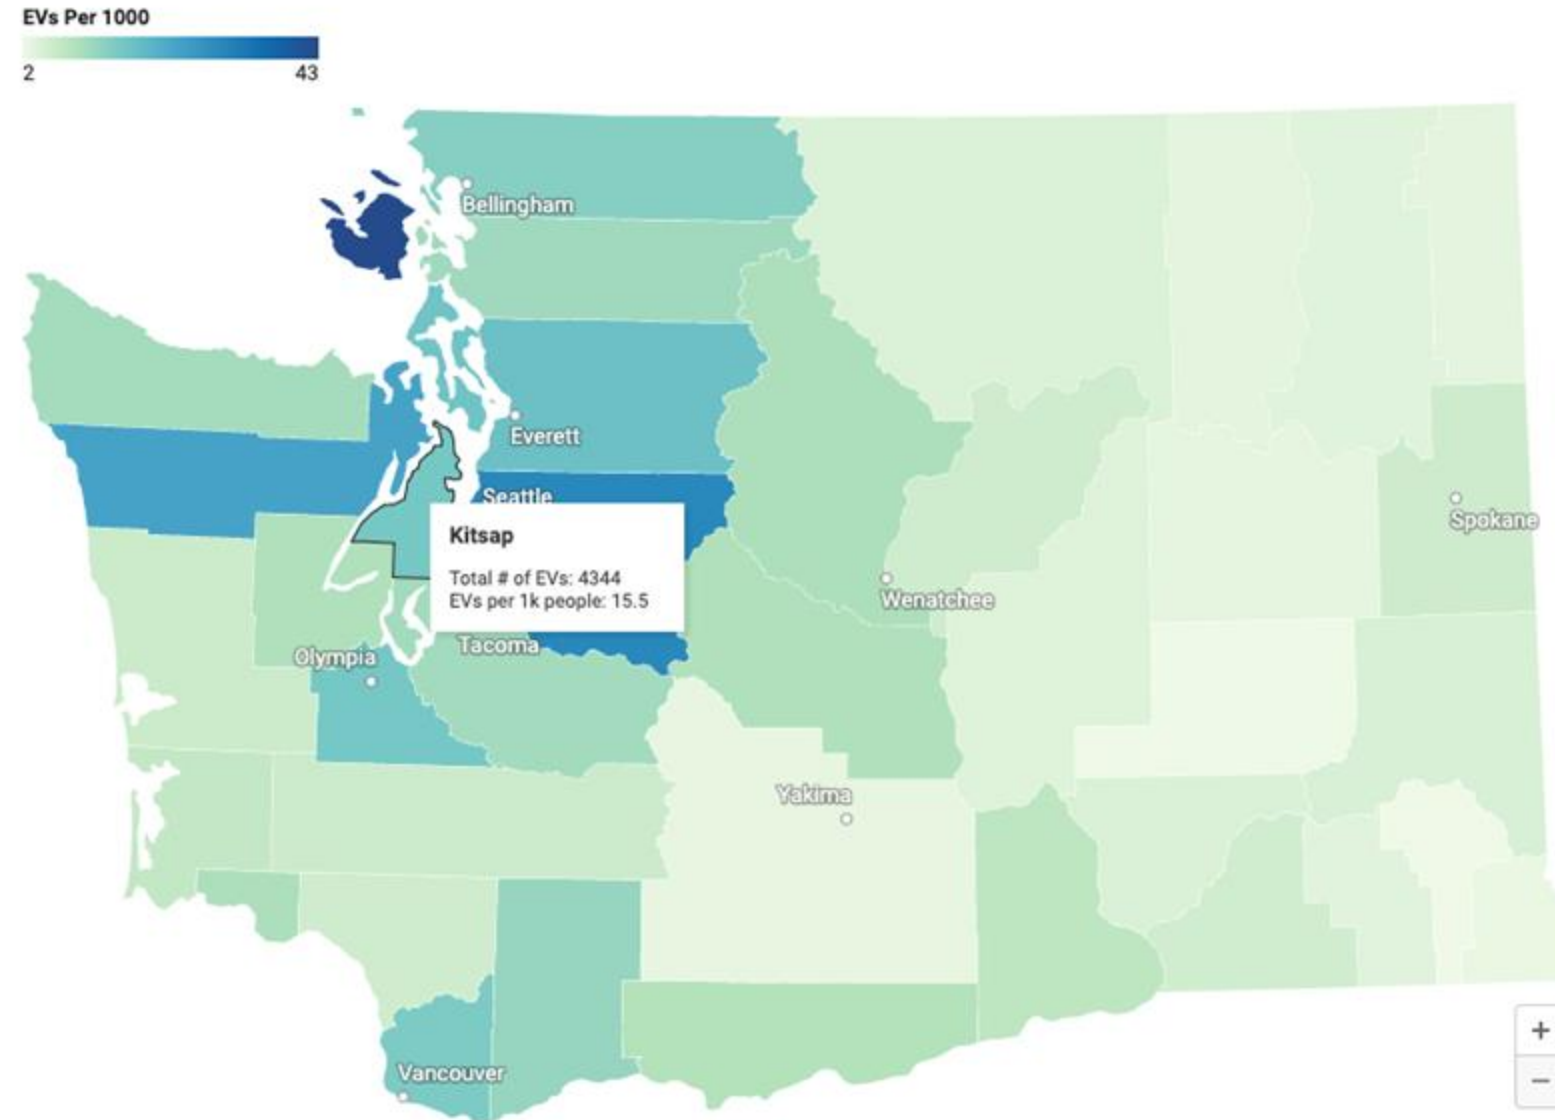 EVs Per 1000
2
43
Bellingham
Everett
Seattle
Kitsap
Total # of EVs: 4344
EVs per 1k people: 15.5
Spokane
Wenatchee
Tacoma
Olympia
Yakima
Vancouver
+
−